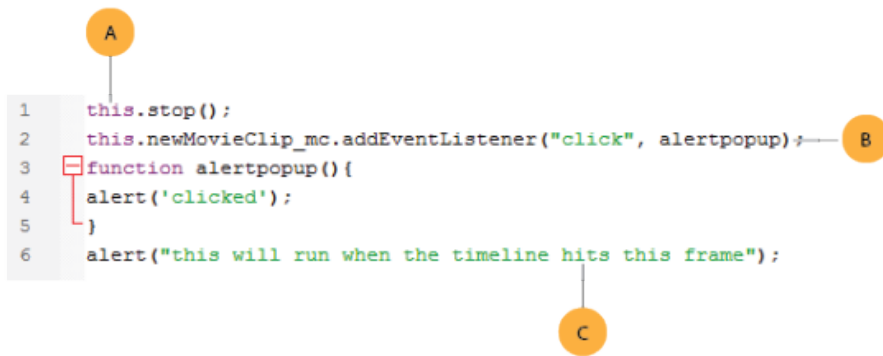 A
1 this.stop();
2 this.newMovieClip_mc.addEventListener("click", alertpopup);
B
3 function alertpopup(){
4 alert('clicked');
5 }
6 alert("this will run when the timeline hits this frame");
C